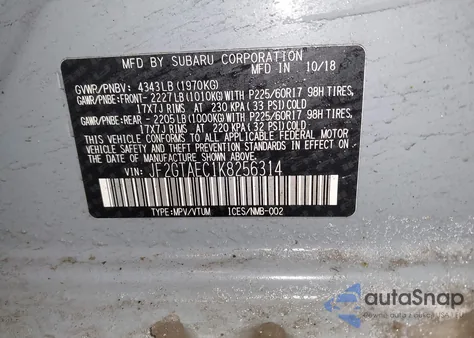 MFD BY SUBARU CORPORATION 10/18
GVWR/PNBV: 4343LB (1970KG)
GAWR/PNBE:FRONT- 2227LB (1010KG)WITH P225/60R17 98H TIRES,
17X7J RIMS AT 230 KPA (33 PSI) COLD
GAWR/PNBE:REAR - 2205LB (1000KG)WITH P225/60R17 98H TIRES,
17X7J RIMS AT 220 KPA (32 PSI) COLD
THIS VEHICLE CONFORMS TO ALL APPLICABLE FEDERAL MOTOR
VEHICLE SAFETY, BUMPER, AND THEFT PREVENTION STANDARDS
IN EFFECT ON THE DATE OF MANUFACTURE SHOWN ABOVE.
VIN: JF2GTAEC1K8256314
TYPE:MPV/VTUM ICES/NMB-002
autaSnap